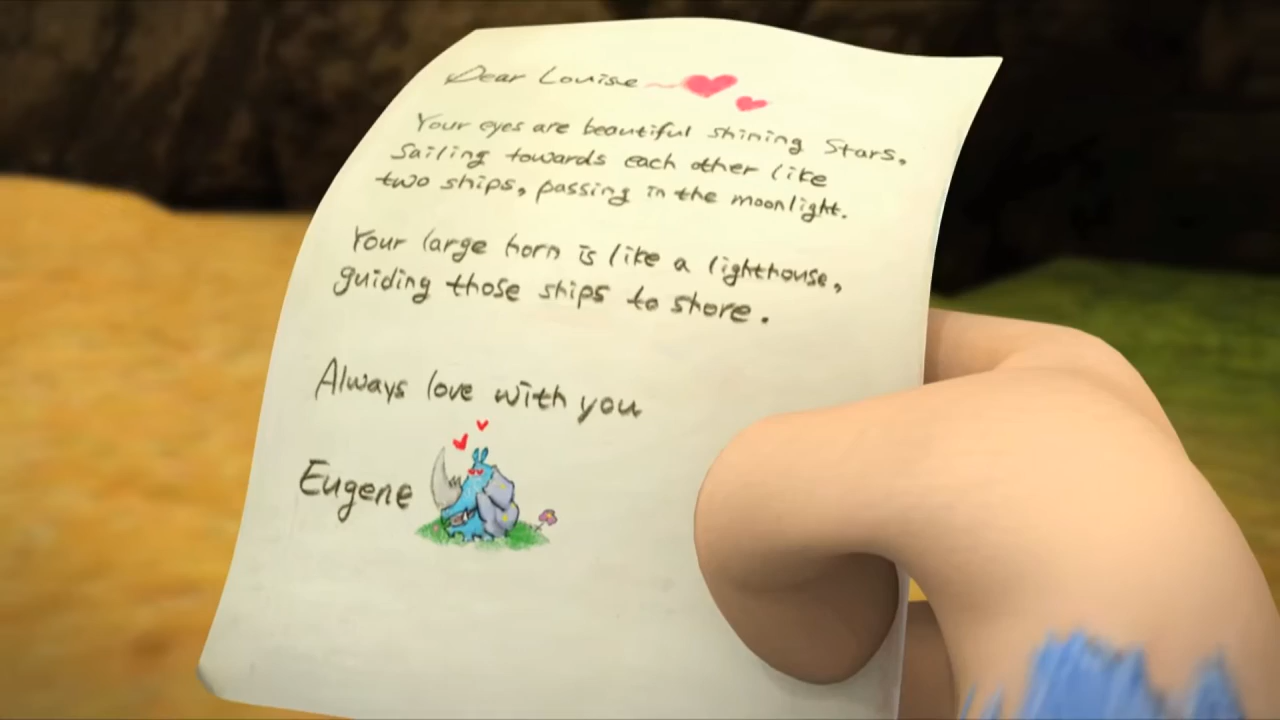 Dear Louise
Your eyes are beautiful shining stars,
Sailing towards each other like
two ships, passing in the moonlight.
Your large horn is like a lighthouse,
guiding those ships to shore.
Always love with you
Eugene